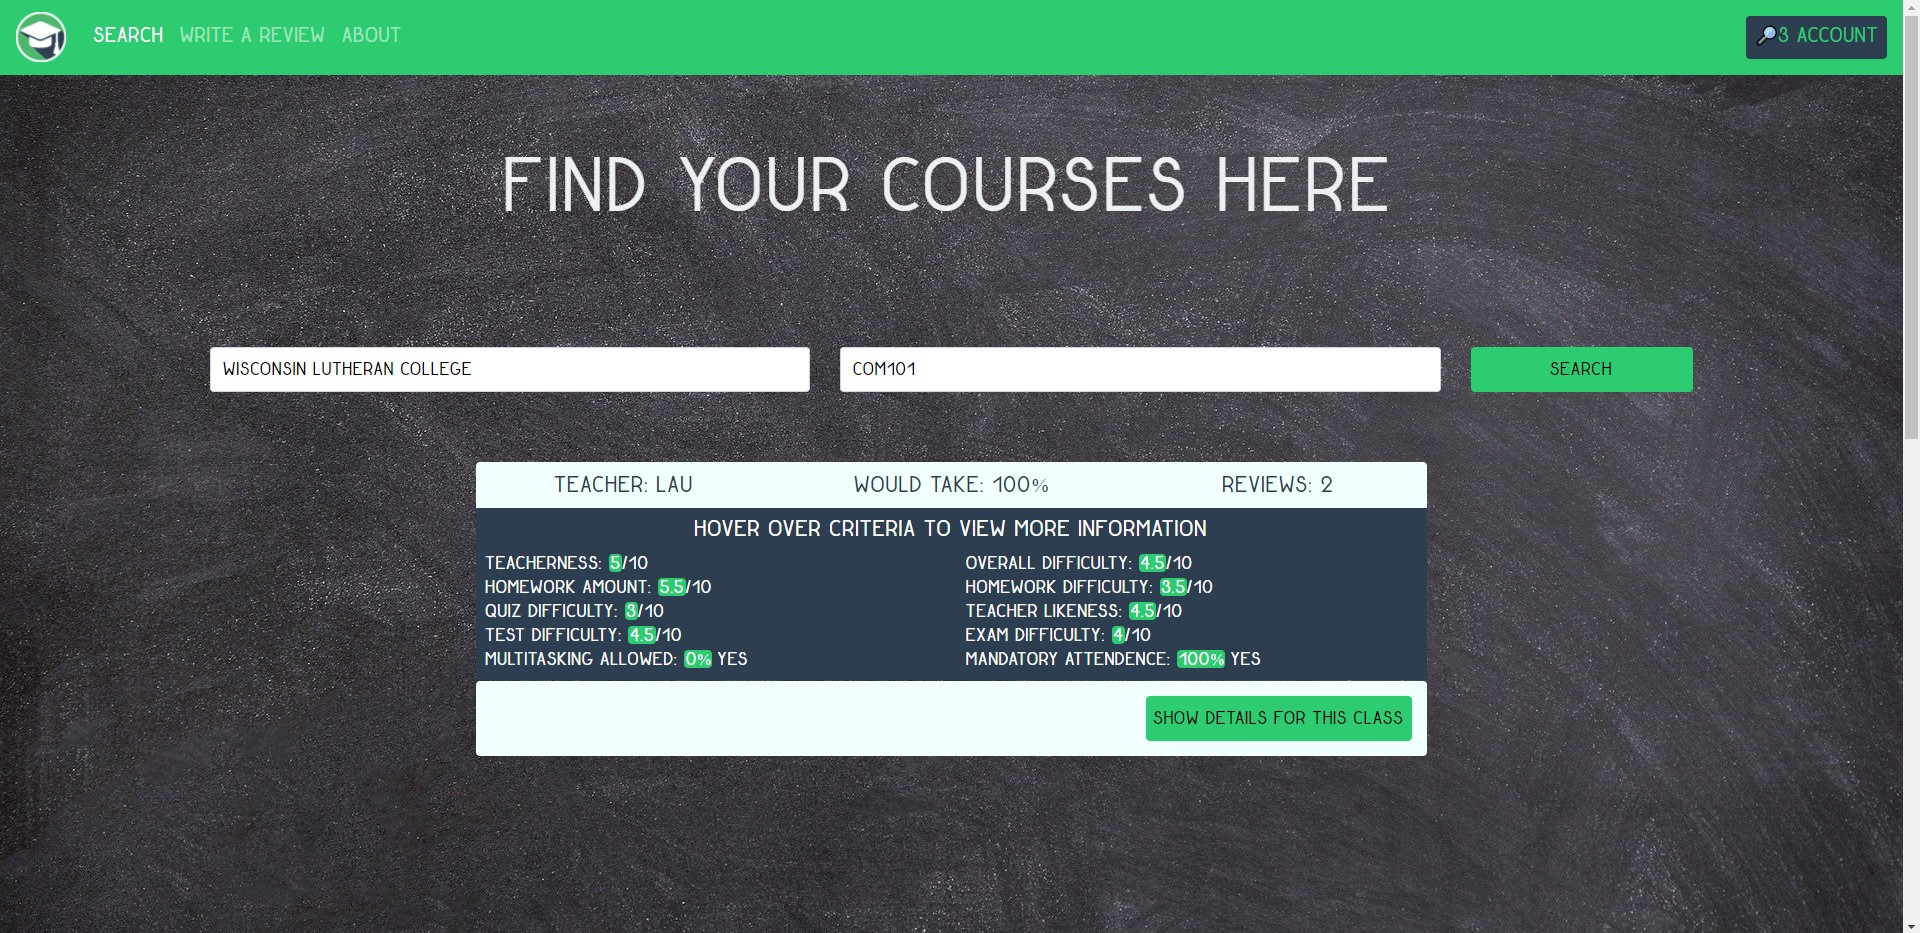 SEARCH WRITE A REVIEW ABOUT
3 ACCOUNT
FIND YOUR COURSES HERE
WISCONSIN LUTHERAN COLLEGE
COM101
SEARCH
TEACHER: LAU WOULD TAKE: 100% REVIEWS: 2
HOVER OVER CRITERIA TO VIEW MORE INFORMATION
TEACHERNESS: 5/10
OVERALL DIFFICULTY: 4.5/10
HOMEWORK AMOUNT: 5.5/10
HOMEWORK DIFFICULTY: 3.5/10
QUIZ DIFFICULTY: 3/10
TEACHER LIKENESS: 4.5/10
TEST DIFFICULTY: 4.5/10
EXAM DIFFICULTY: 4/10
MULTITASKING ALLOWED: 0% YES
MANDATORY ATTENDENCE: 100% YES
SHOW DETAILS FOR THIS CLASS